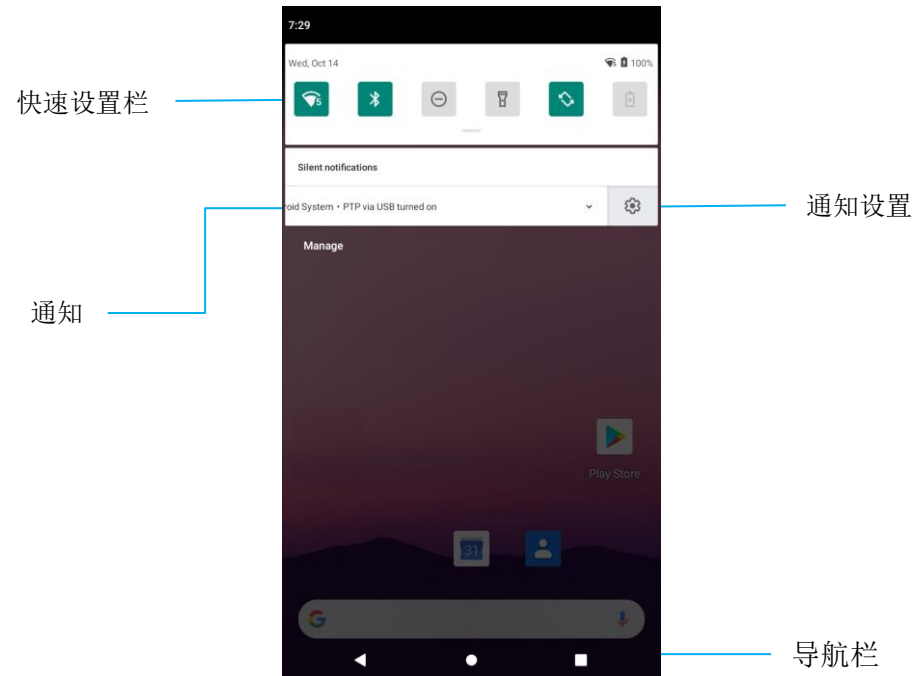 7:29
Wed, Oct 14
100%
快速设置栏
5
Silent notifications
roid System • PTP via USB turned on
通知设置
Manage
通知
Play Store
31
G
导航栏